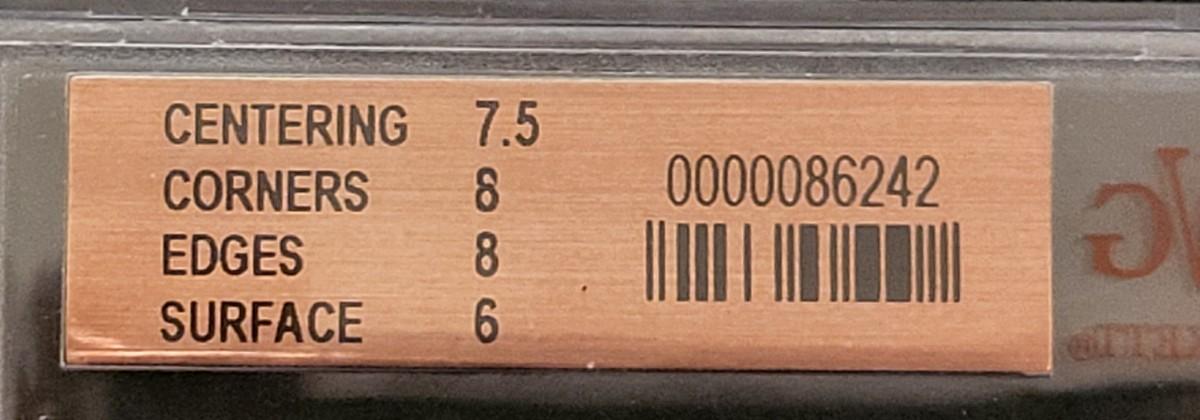 CENTERING 7.5
CORNERS 8
EDGES 8
SURFACE 6
0000086242